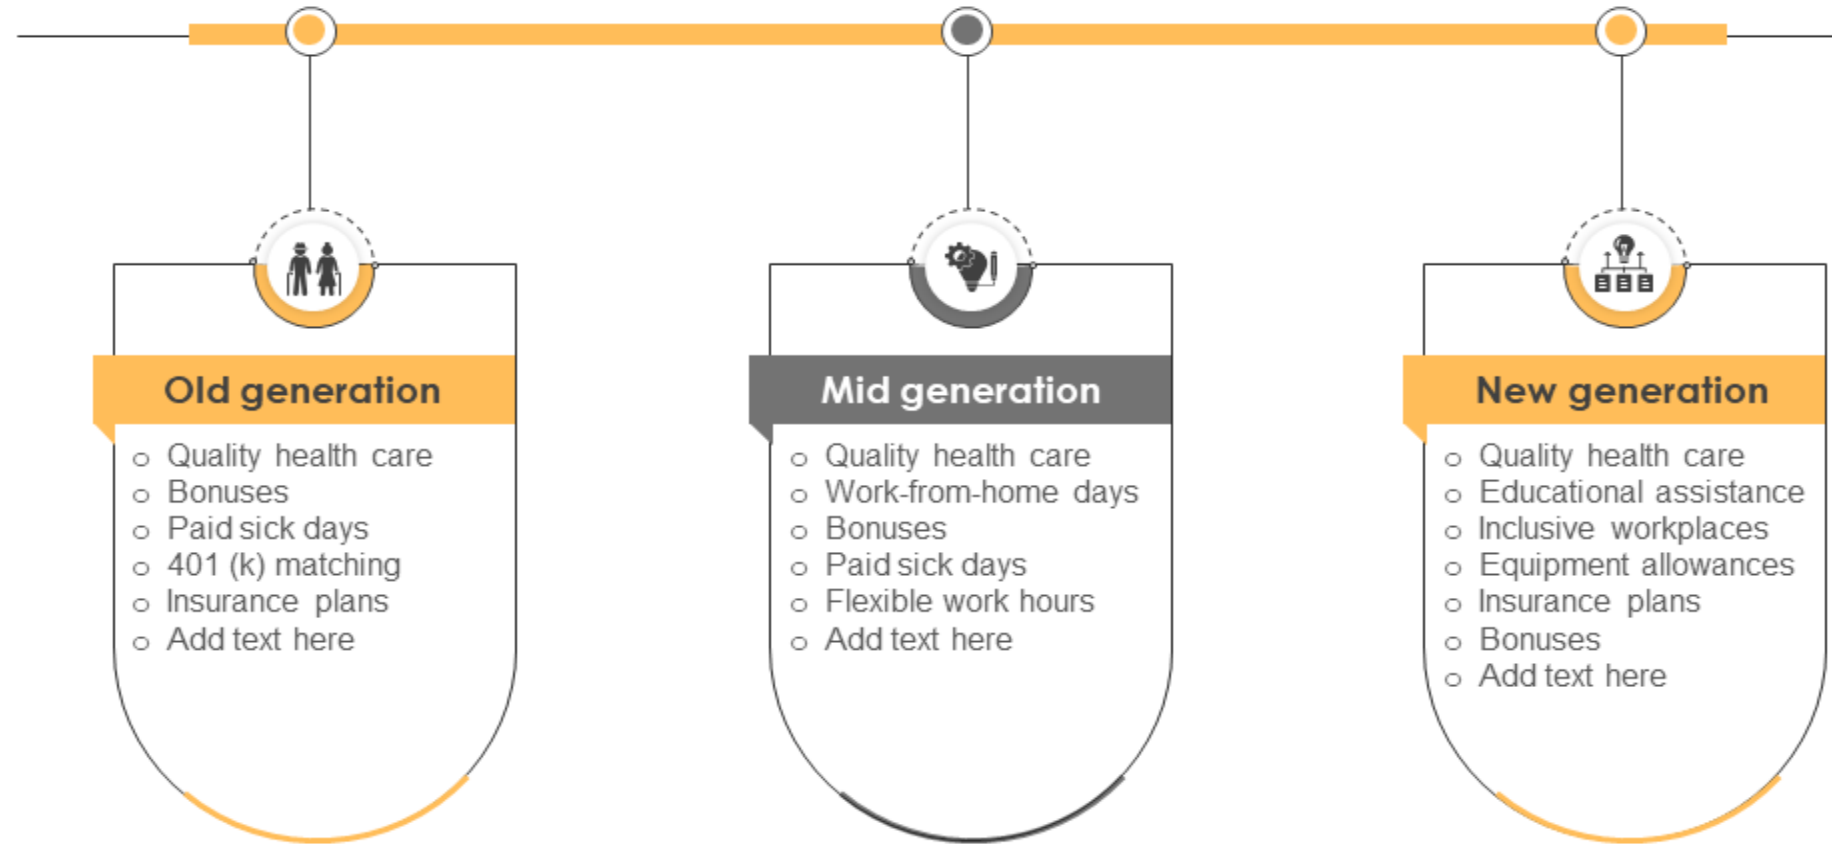 Old generation
o Quality health care
o Bonuses
o Paid sick days
o 401 (k) matching
o Insurance plans
o Add text here
Mid generation
o Quality health care
o Work-from-home days
o Bonuses
o Paid sick days
o Flexible work hours
o Add text here
New generation
o Quality health care
o Educational assistance
o Inclusive workplaces
o Equipment allowances
o Insurance plans
o Bonuses
o Add text here